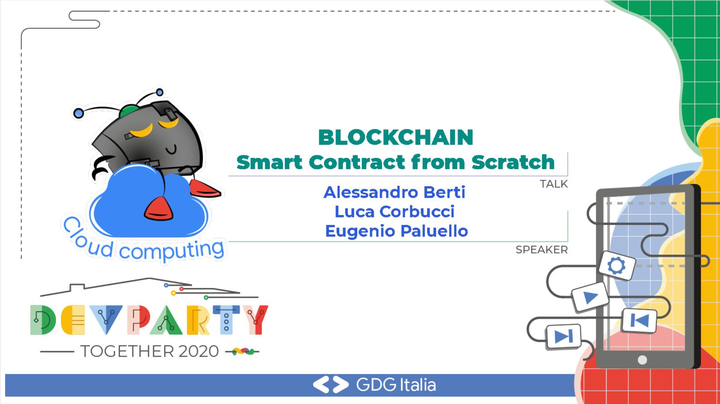 BLOCKCHAIN
Smart Contract from Scratch
TALK
Alessandro Berti
Luca Corbucci
Eugenio Paluello
SPEAKER
Cloud computing
DEVPARTY
TOGETHER 2020
GDG Italia